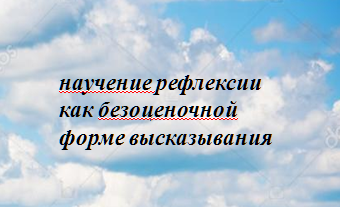 научение рефлексии
как безоценочной
форме высказывания